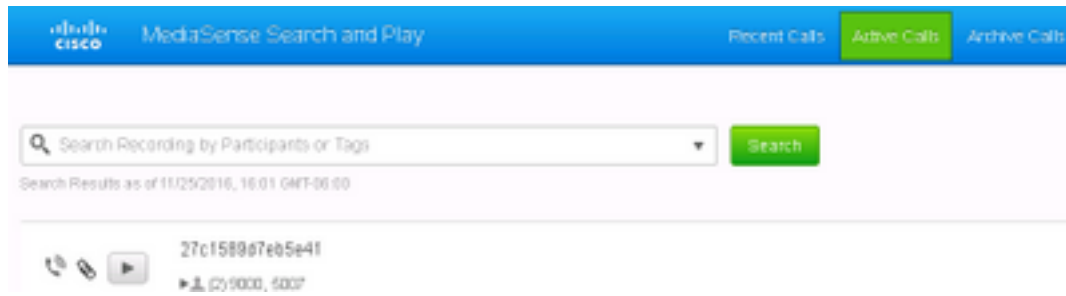 CISCO MediaSense Search and Play Recent Calls Active Calls Archive Calls
Search Recording by Participants or Tags Search
Search Results as of 11/25/2016, 16:01 GMT-06:00
27c1589d7eb5e41
(2) 9000, 6007